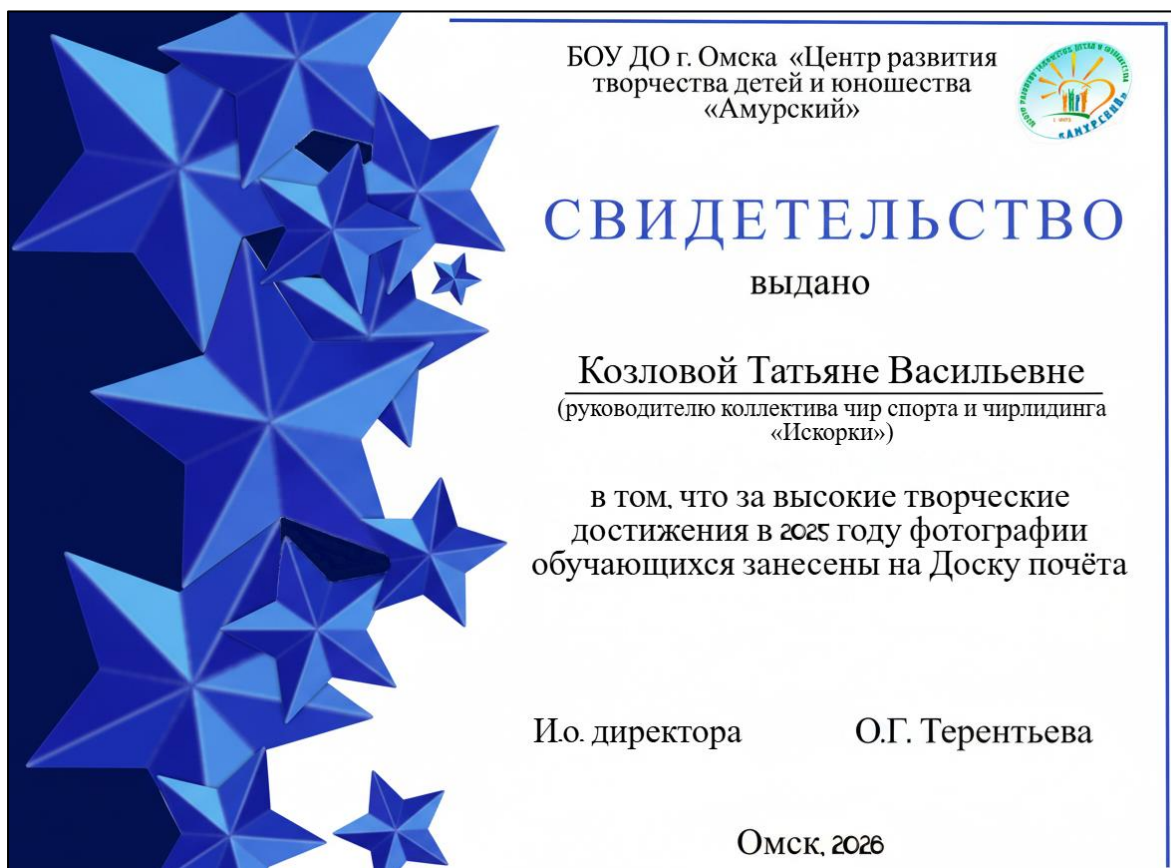 БОУ ДО г. Омска «Центр развития
творчества детей и юношества
«Амурский»
«АМУРСКИЙ»
СВИДЕТЕЛЬСТВО
выдано
Козловой Татьяне Васильевне
(руководителю коллектива чир спорта и чирлидинга
«Искорки»)
в том, что за высокие творческие
достижения в 2025 году фотографии
обучающихся занесены на Доску почёта
И.о. директора О.Г. Терентьева
Омск, 2026